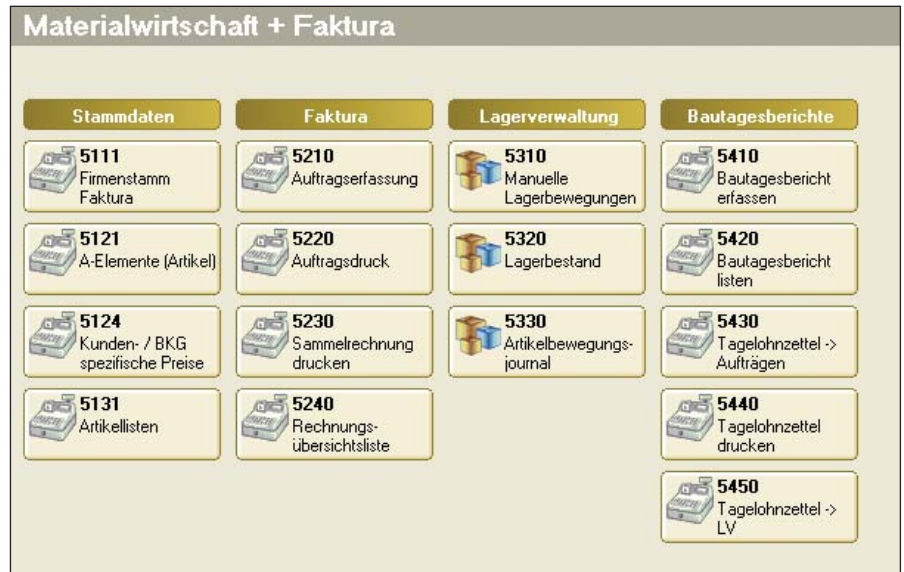 Materialwirtschaft + Faktura
Stammdaten
5111
Firmenstamm
Faktura
5121
A-Elemente (Artikel)
5124
Kunden- / BKG
spezifische Preise
5131
Artikellisten
Faktura
5210
Auftragserfassung
5220
Auftragsdruck
5230
Sammelrechnung
drucken
5240
Rechnungs-
übersichtsliste
Lagerverwaltung
5310
Manuelle
Lagerbewegungen
5320
Lagerbestand
5330
Artikelbewegungs-
journal
Bautagesberichte
5410
Bautagesbericht
erfassen
5420
Bautagesbericht
listen
5430
Tagelohnzettel ->
Aufträgen
5440
Tagelohnzettel
drucken
5450
Tagelohnzettel ->
LV